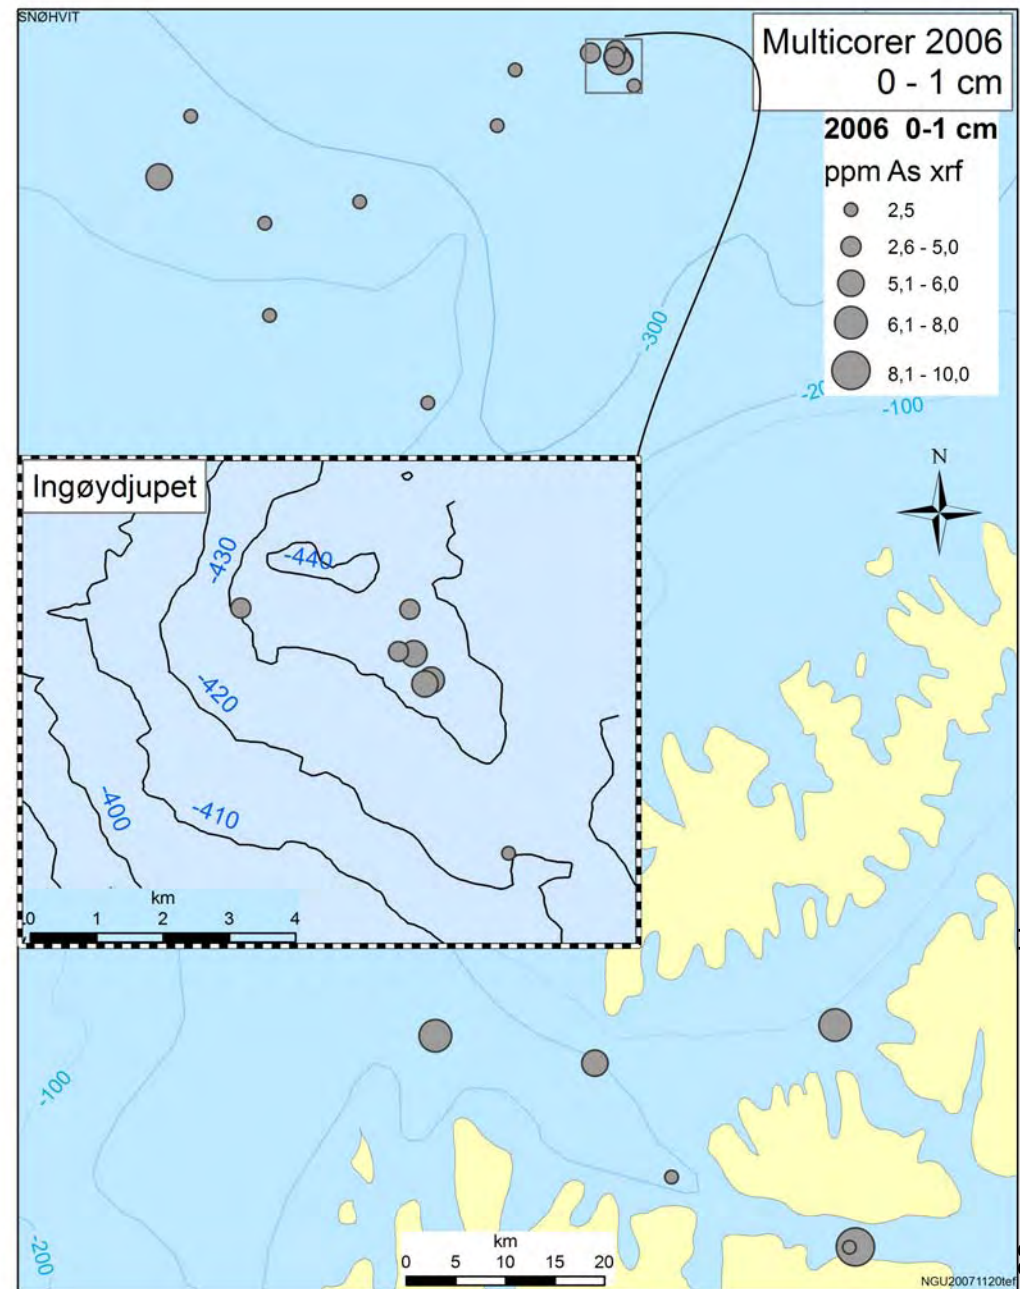 SNØHVIT
Multicorer 2006
0 - 1 cm
2006 0-1 cm
ppm As xrf
2,5
2,6 - 5,0
5,1 - 6,0
6,1 - 8,0
8,1 - 10,0
-300
-100
N
Ingøydjupet
-440
-430
-420
-400
-410
km
0 1 2 3 4
-100
-200
km
0 5 10 15 20
NGU20071120tef